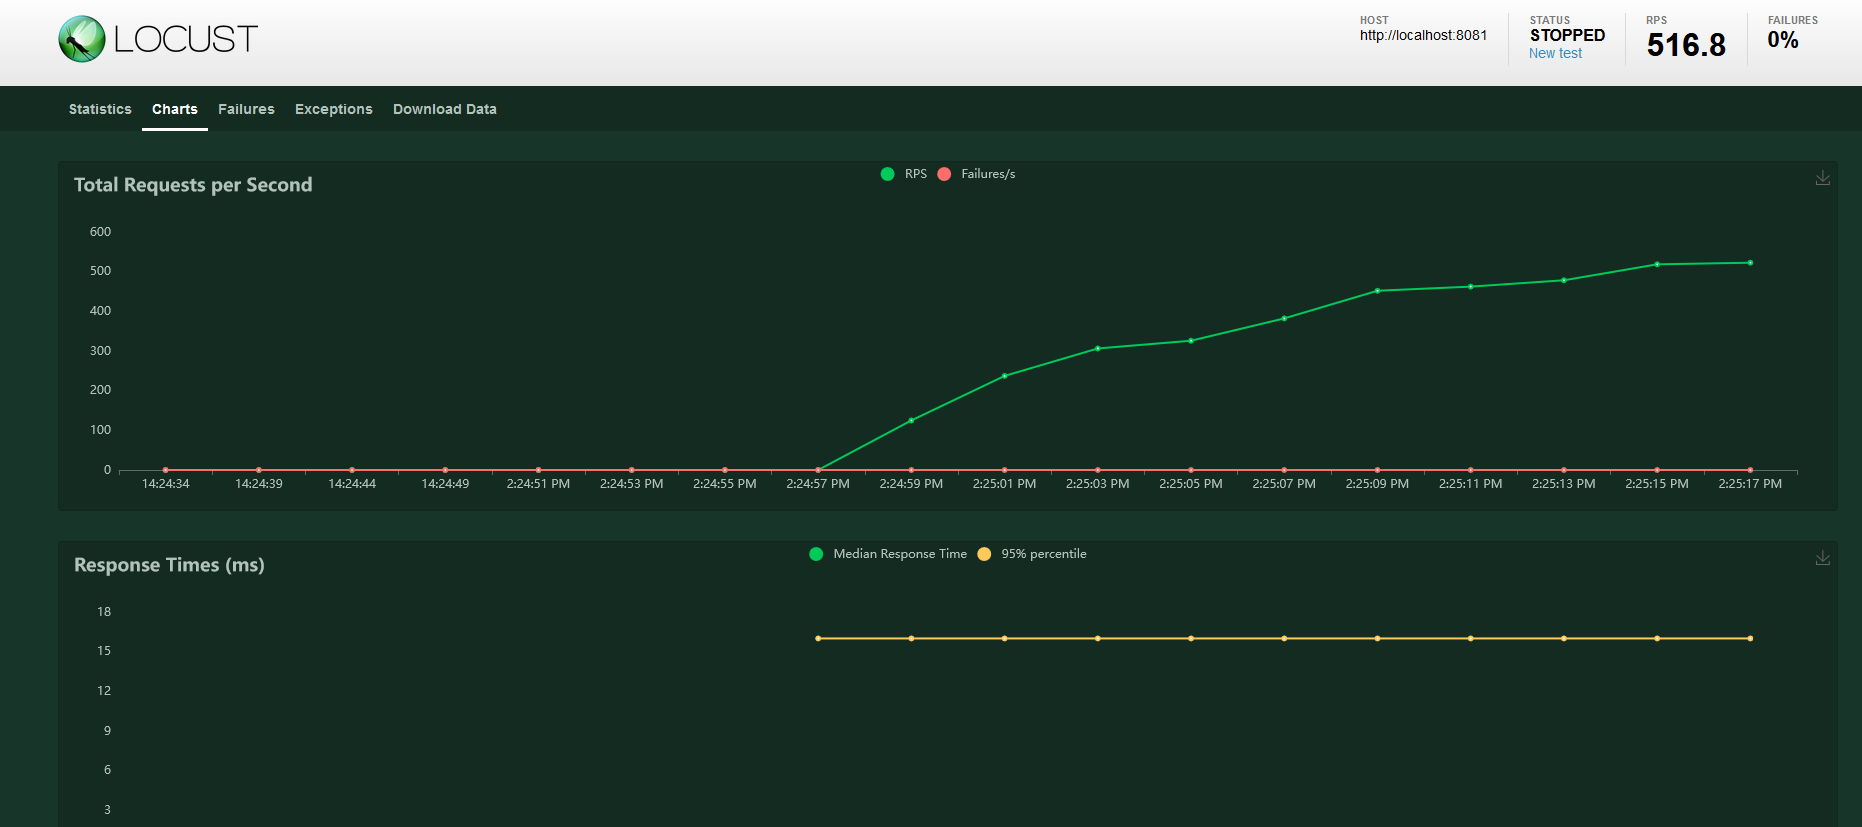 LOCUST
HOST
http://localhost:8081
STATUS
STOPPED
New test
RPS
516.8
FAILURES
0%
Statistics Charts Failures Exceptions Download Data
Total Requests per Second
RPS Failures/s
600
500
400
300
200
100
0
14:24:34 14:24:39 14:24:44 14:24:49 2:24:51 PM 2:24:53 PM 2:24:55 PM 2:24:57 PM 2:24:59 PM 2:25:01 PM 2:25:03 PM 2:25:05 PM 2:25:07 PM 2:25:09 PM 2:25:11 PM 2:25:13 PM 2:25:15 PM 2:25:17 PM
Response Times (ms)
Median Response Time 95% percentile
18
15
12
9
6
3